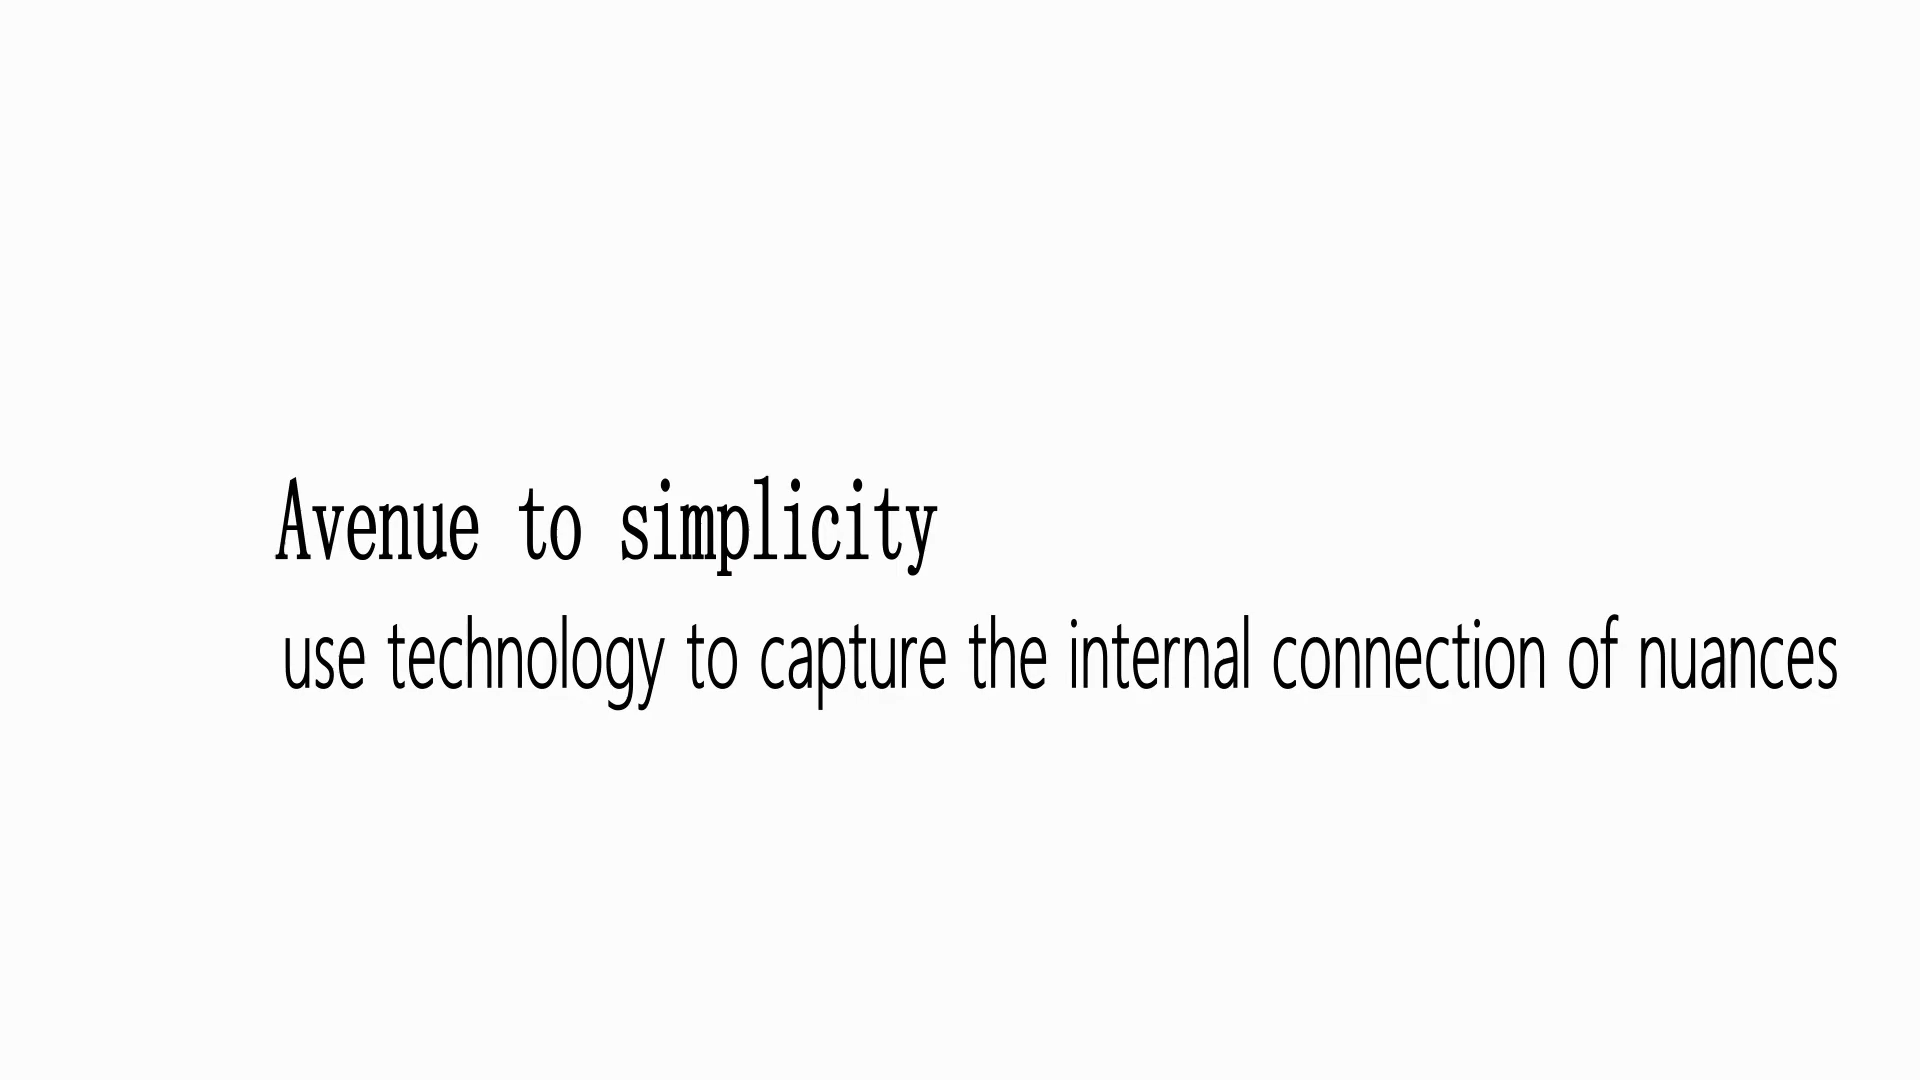 Avenue to simplicity
use technology to capture the internal connection of nuances